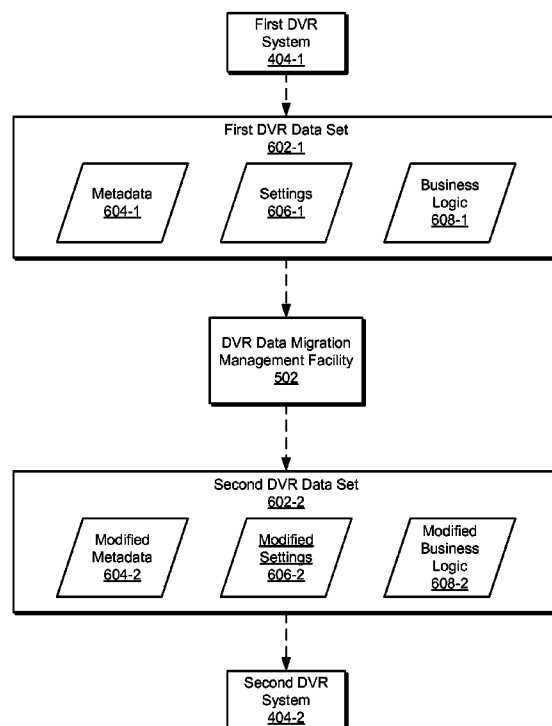 First DVR
System
404-1
First DVR Data Set
602-1
Metadata
604-1
Settings
606-1
Business
Logic
608-1
DVR Data Migration
Management Facility
502
Second DVR Data Set
602-2
Modified
Metadata
604-2
Modified
Settings
606-2
Modified
Business
Logic
608-2
Second DVR
System
404-2